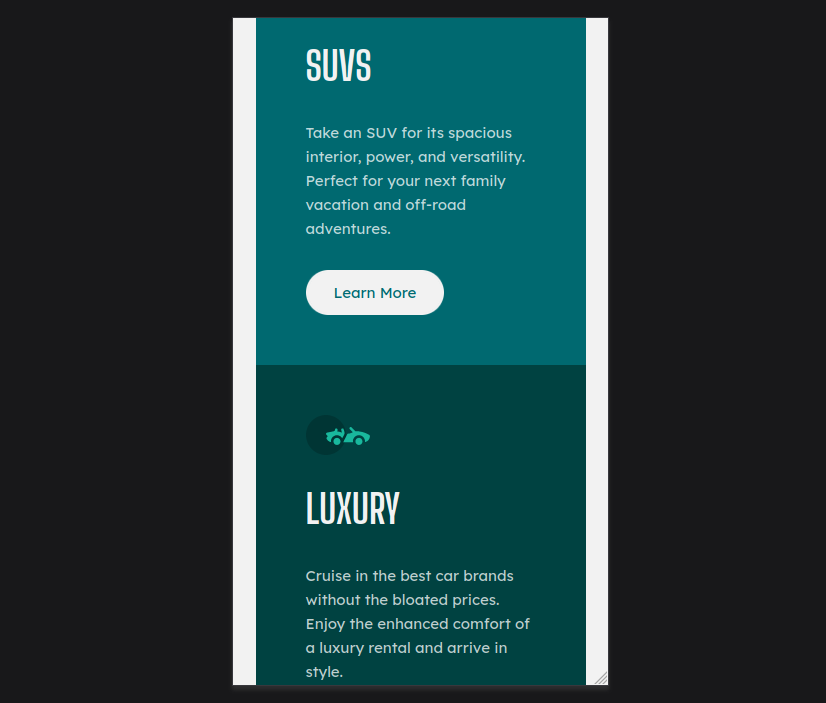 SUVS
Take an SUV for its spacious
interior, power, and versatility.
Perfect for your next family
vacation and off-road
adventures.
Learn More
LUXURY
Cruise in the best car brands
without the bloated prices.
Enjoy the enhanced comfort of
a luxury rental and arrive in
style.